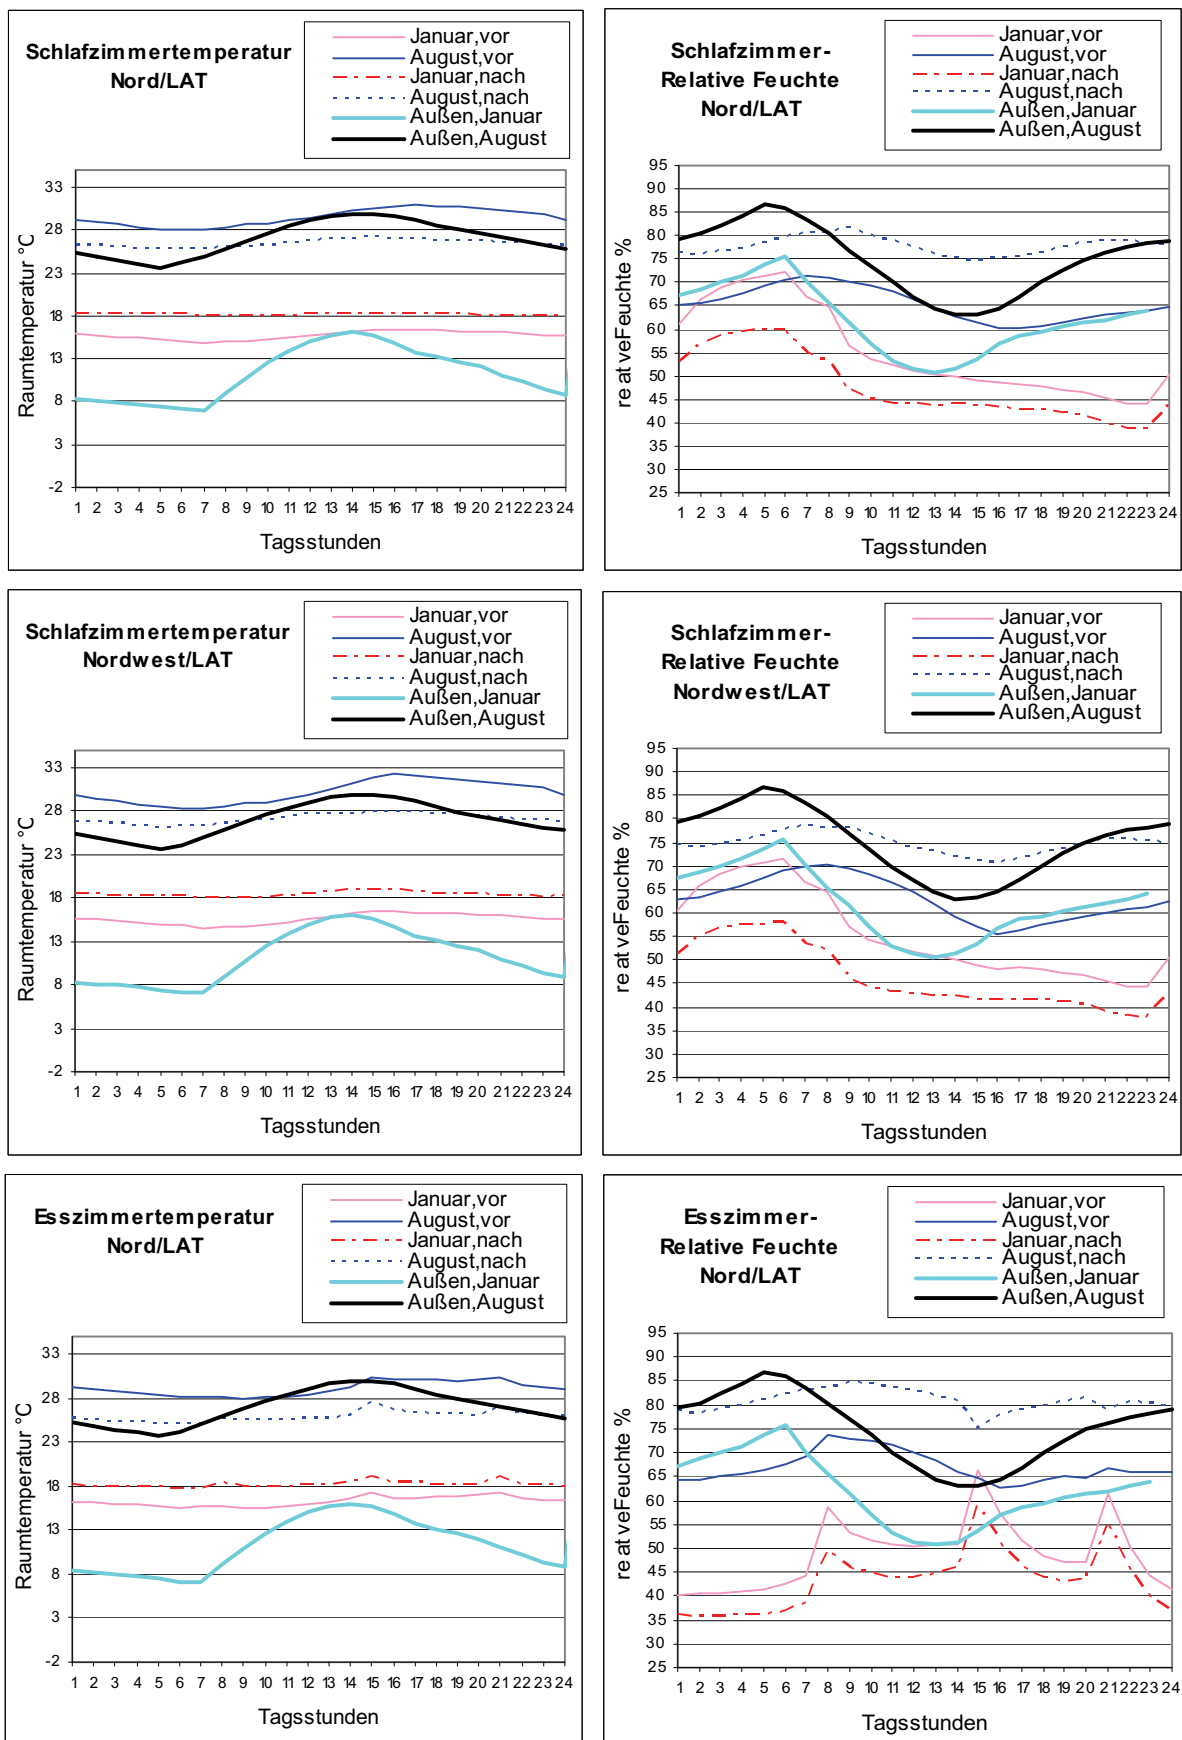 Schlafzimmertemperatur
Nord/LAT
Januar,vor
August,vor
Januar,nach
August,nach
Außen,Januar
Außen,August
Raumtemperatur °C
33
28
23
18
13
8
3
-2
1 2 3 4 5 6 7 8 9 10 11 12 13 14 15 16 17 18 19 20 21 22 23 24
Tagsstunden
Schlafzimmer-
Relative Feuchte
Nord/LAT
Januar,vor
August,vor
Januar,nach
August,nach
Außen,Januar
Außen,August
relativeFeuchte %
95
90
85
80
75
70
65
60
55
50
45
40
35
30
25
1 2 3 4 5 6 7 8 9 10 11 12 13 14 15 16 17 18 19 20 21 22 23 24
Tagsstunden
Schlafzimmertemperatur
Nordwest/LAT
Januar,vor
August,vor
Januar,nach
August,nach
Außen,Januar
Außen,August
Raumtemperatur °C
33
28
23
18
13
8
3
-2
1 2 3 4 5 6 7 8 9 10 11 12 13 14 15 16 17 18 19 20 21 22 23 24
Tagsstunden
Schlafzimmer-
Relative Feuchte
Nordwest/LAT
Januar,vor
August,vor
Januar,nach
August,nach
Außen,Januar
Außen,August
relativeFeuchte %
95
90
85
80
75
70
65
60
55
50
45
40
35
30
25
1 2 3 4 5 6 7 8 9 10 11 12 13 14 15 16 17 18 19 20 21 22 23 24
Tagsstunden
Esszimmertemperatur
Nord/LAT
Januar,vor
August,vor
Januar,nach
August,nach
Außen,Januar
Außen,August
Raumtemperatur °C
33
28
23
18
13
8
3
-2
1 2 3 4 5 6 7 8 9 10 11 12 13 14 15 16 17 18 19 20 21 22 23 24
Tagsstunden
Esszimmer-
Relative Feuchte
Nord/LAT
Januar,vor
August,vor
Januar,nach
August,nach
Außen,Januar
Außen,August
relativeFeuchte %
95
90
85
80
75
70
65
60
55
50
45
40
35
30
25
1 2 3 4 5 6 7 8 9 10 11 12 13 14 15 16 17 18 19 20 21 22 23 24
Tagsstunden